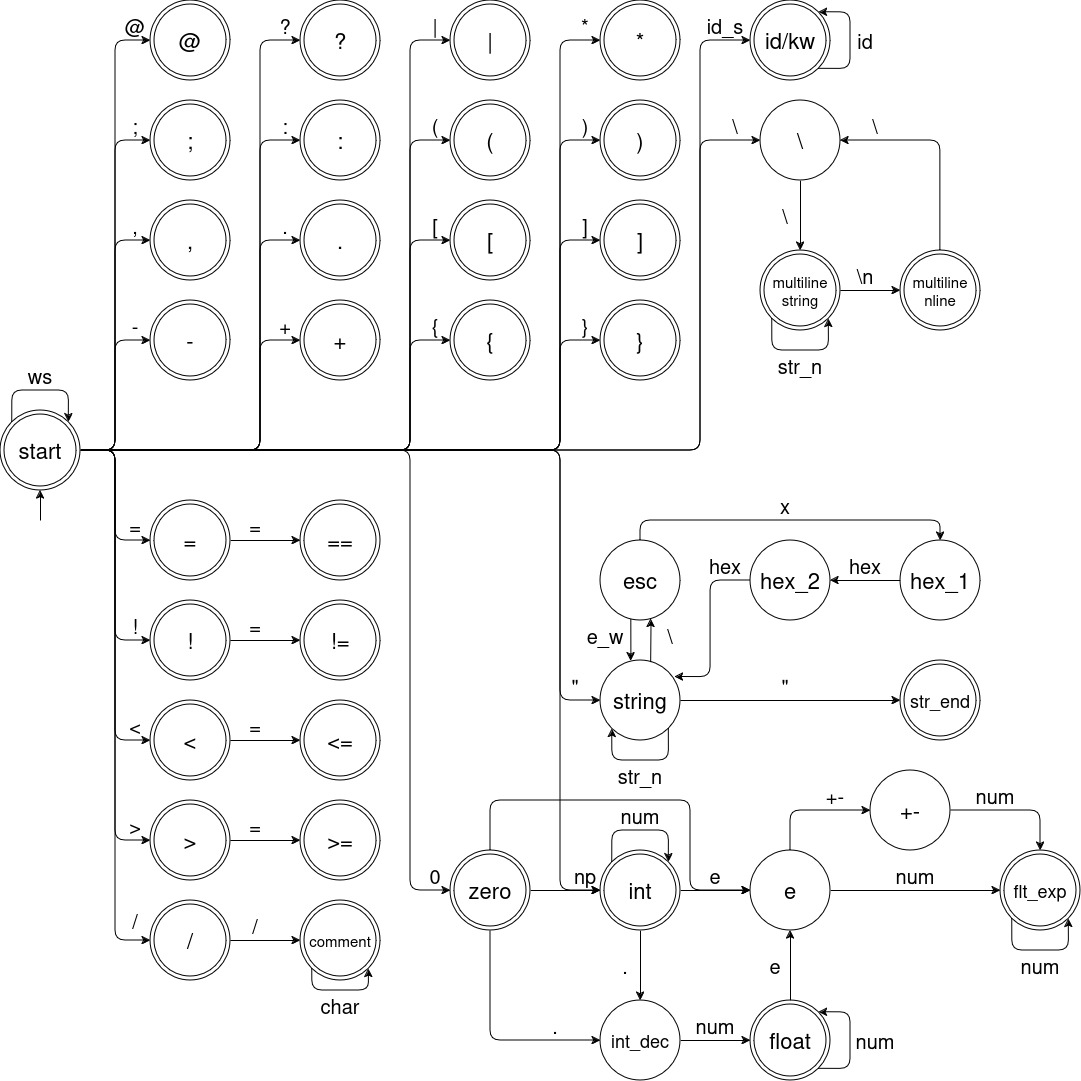 @
@
?
?
|
|
*
*
id_s
id/kw
id
;
;
:
:
(
(
)
)
\
\
\
\
,
,
.
.
[
[
]
]
multiline
string
\n
multiline
nline
str_n
-
-
+
+
{
{
}
}
ws
start
=
=
=
==
!
!
=
!=
<
<
=
<=
>
>
=
>=
/
/
/
comment
char
x
esc
hex
hex_2
hex
hex_1
e_w
\
"
string
"
str_end
str_n
0
zero
np
num
int
e
e
+-
+-
num
num
flt_exp
num
.
.
int_dec
num
e
float
num